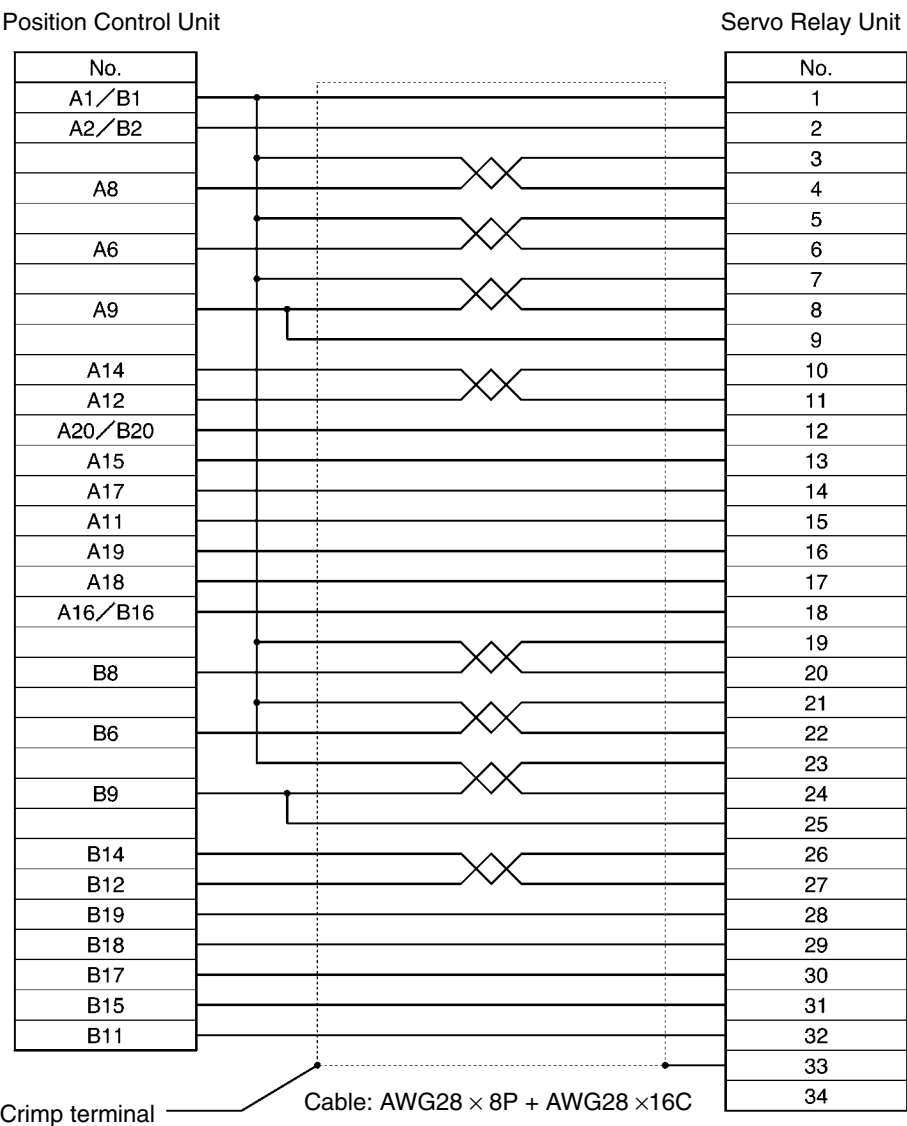 Position Control Unit Servo Relay Unit
No. No.
A1/B1 1
A2/B2 2
3
A8 4
5
A6 6
7
A9 8
9
A14 10
A12 11
A20/B20 12
A15 13
A17 14
A11 15
A19 16
A18 17
A16/B16 18
19
B8 20
21
B6 22
23
B9 24
25
B14 26
B12 27
B19 28
B18 29
B17 30
B15 31
B11 32
33
34
Crimp terminal Cable: AWG28 × 8P + AWG28 ×16C